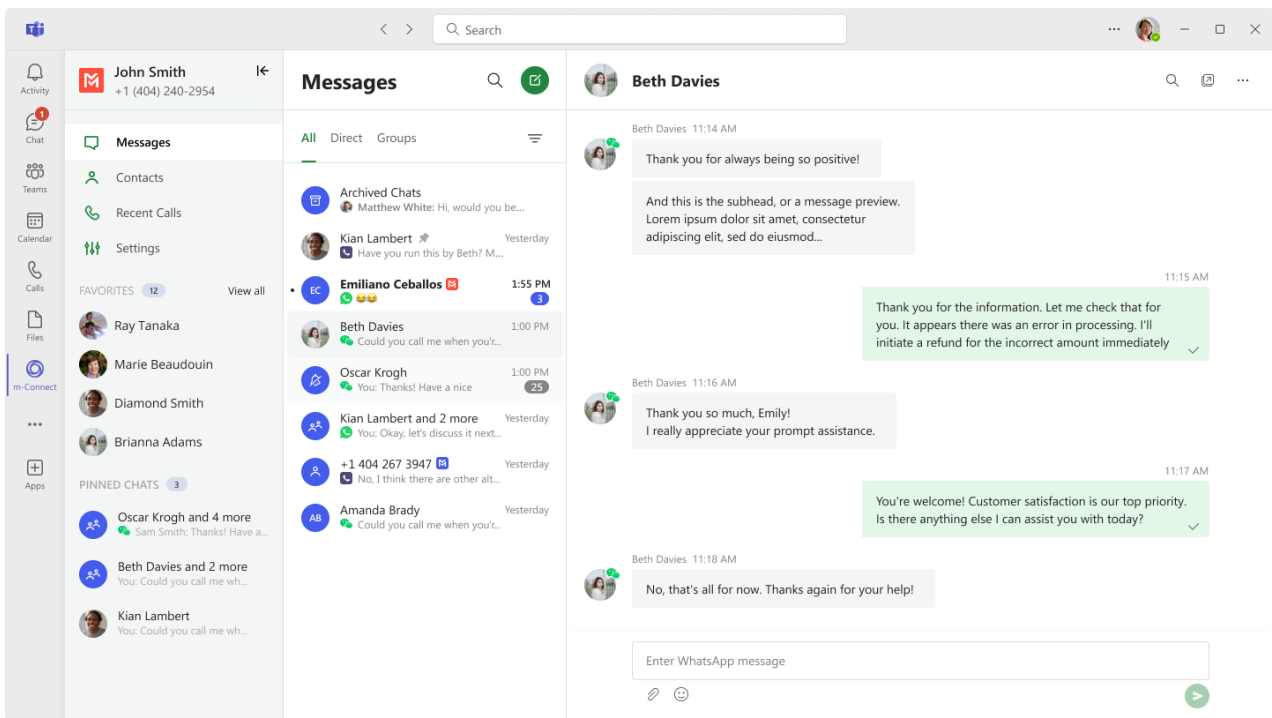 Search
Activity
1
Chat
Teams
Calendar
Calls
Files
m-Connect
Apps
John Smith
+1 (404) 240-2954
Messages
Contacts
Recent Calls
Settings
FAVORITES 12 View all
Ray Tanaka
Marie Beaudouin
Diamond Smith
Brianna Adams
PINNED CHATS 3
Oscar Krogh and 4 more
Sam Smith: Thanks! Have a...
Beth Davies and 2 more
You: Could you call me wh...
Kian Lambert
You: Could you call me wh...
Messages
All Direct Groups
Archived Chats
Matthew White: Hi, would you be...
Kian Lambert Yesterday
Have you run this by Beth? M...
EC
Emiliano Ceballos 1:55 PM
😂😂 3
Beth Davies 1:00 PM
Could you call me when you'r...
Oscar Krogh 1:00 PM
You: Thanks! Have a nice 25
Kian Lambert and 2 more Yesterday
You: Okay, let's discuss it next...
+1 404 267 3947 Yesterday
No, I think there are other alt...
AB
Amanda Brady Yesterday
Could you call me when you'r...
Beth Davies
Beth Davies 11:14 AM
Thank you for always being so positive!
And this is the subhead, or a message preview.
Lorem ipsum dolor sit amet, consectetur
adipiscing elit, sed do eiusmod...
11:15 AM
Thank you for the information. Let me check that for
you. It appears there was an error in processing. I'll
initiate a refund for the incorrect amount immediately
Beth Davies 11:16 AM
Thank you so much, Emily!
I really appreciate your prompt assistance.
11:17 AM
You're welcome! Customer satisfaction is our top priority.
Is there anything else I can assist you with today?
Beth Davies 11:18 AM
No, that's all for now. Thanks again for your help!
Enter WhatsApp message